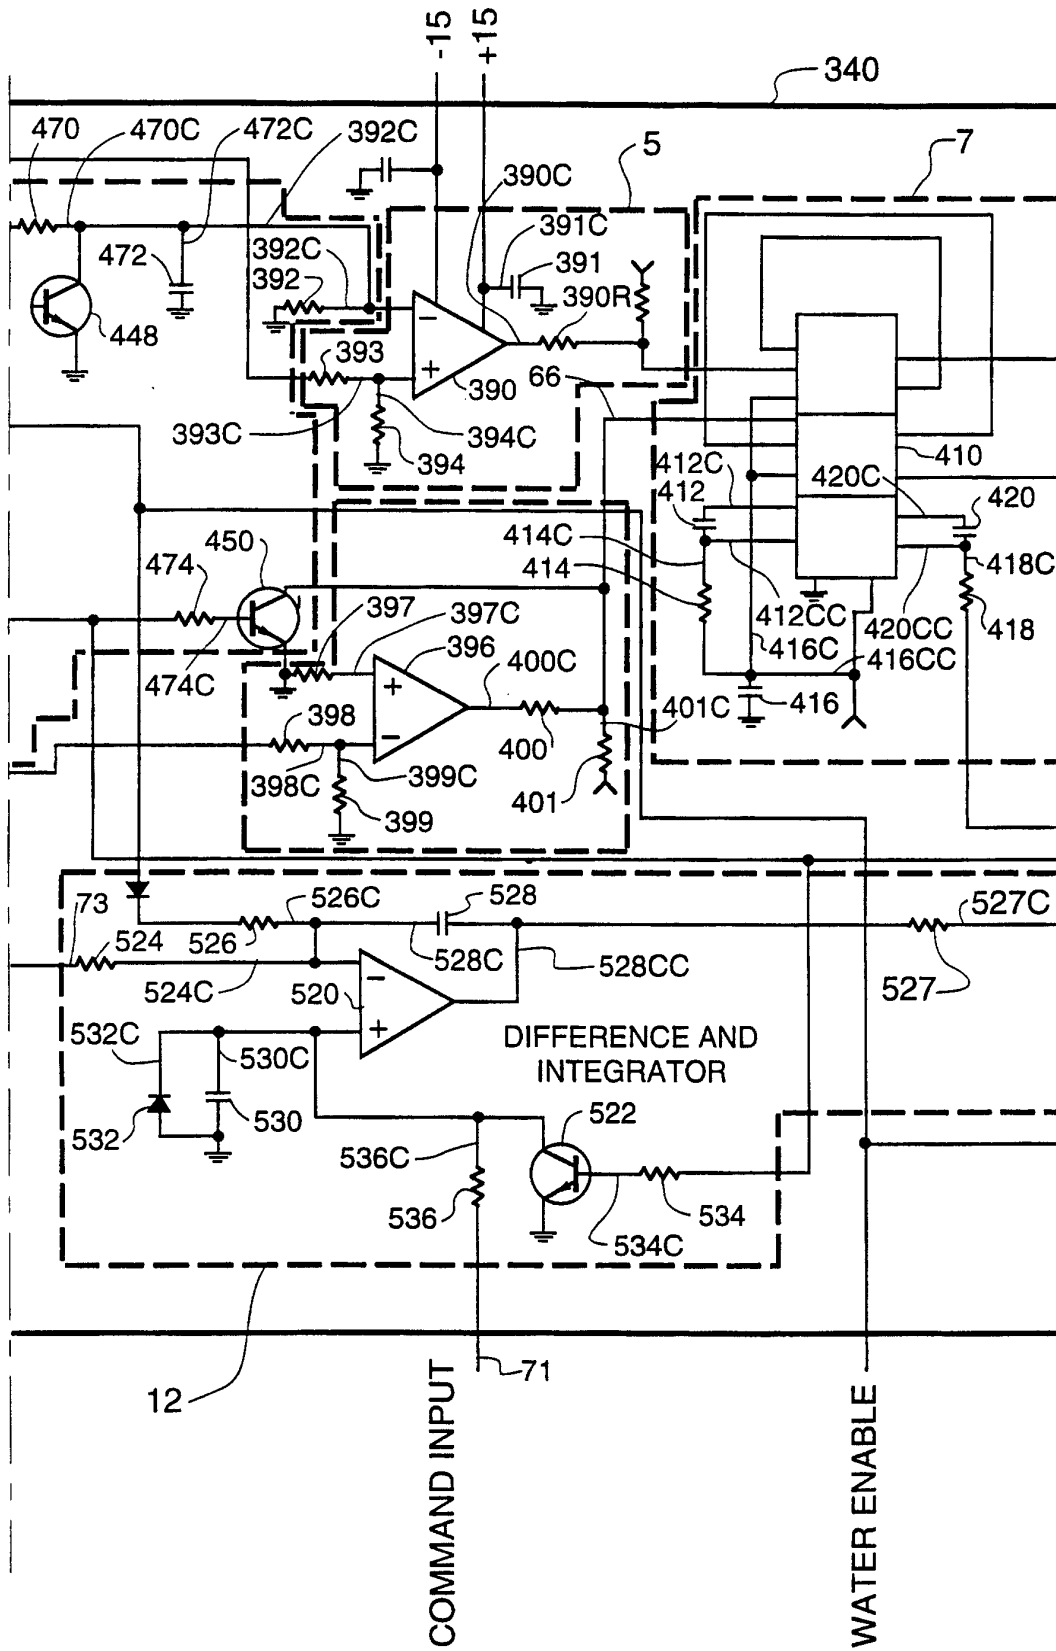 -15
+15
340
470
470C
472C
392C
5
7
390C
392C
391C
472
392
391
390R
448
393
390
66
393C
394C
394
410
412C
420C
412
420
450
414C
474
414
418C
397
397C
412CC
396
416C
420CC
418
474C
400C
416CC
398
401C
416
400
398C
399C
401
399
73
526C
528
527C
524
526
528C
528CC
524C
520
527
532C
530C
DIFFERENCE AND
INTEGRATOR
532
530
522
536C
536
534
534C
12
71
COMMAND INPUT
WATER ENABLE